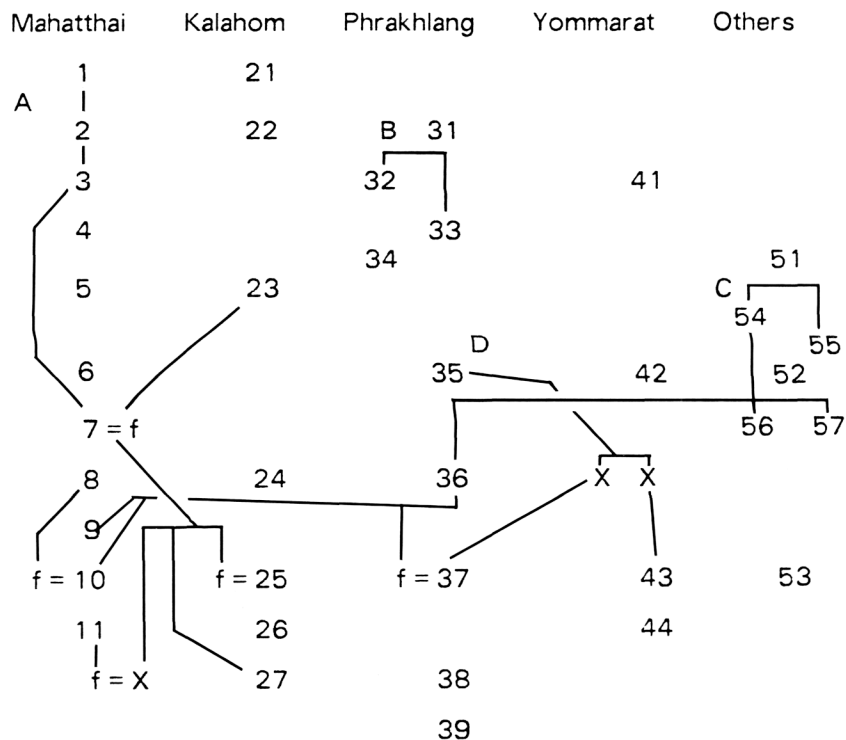 Mahatthai Kalahom Phrakhlang Yommarat Others
1 21
A
2 22 B 31
3 32 41
4 33
34 51
5 23 C
54
55
6 D 35 42 52
7 = f 56 57
8 24 36 X X
9
f = 10 f = 25 f = 37 43 53
11 26 44
f = X 27 38
39